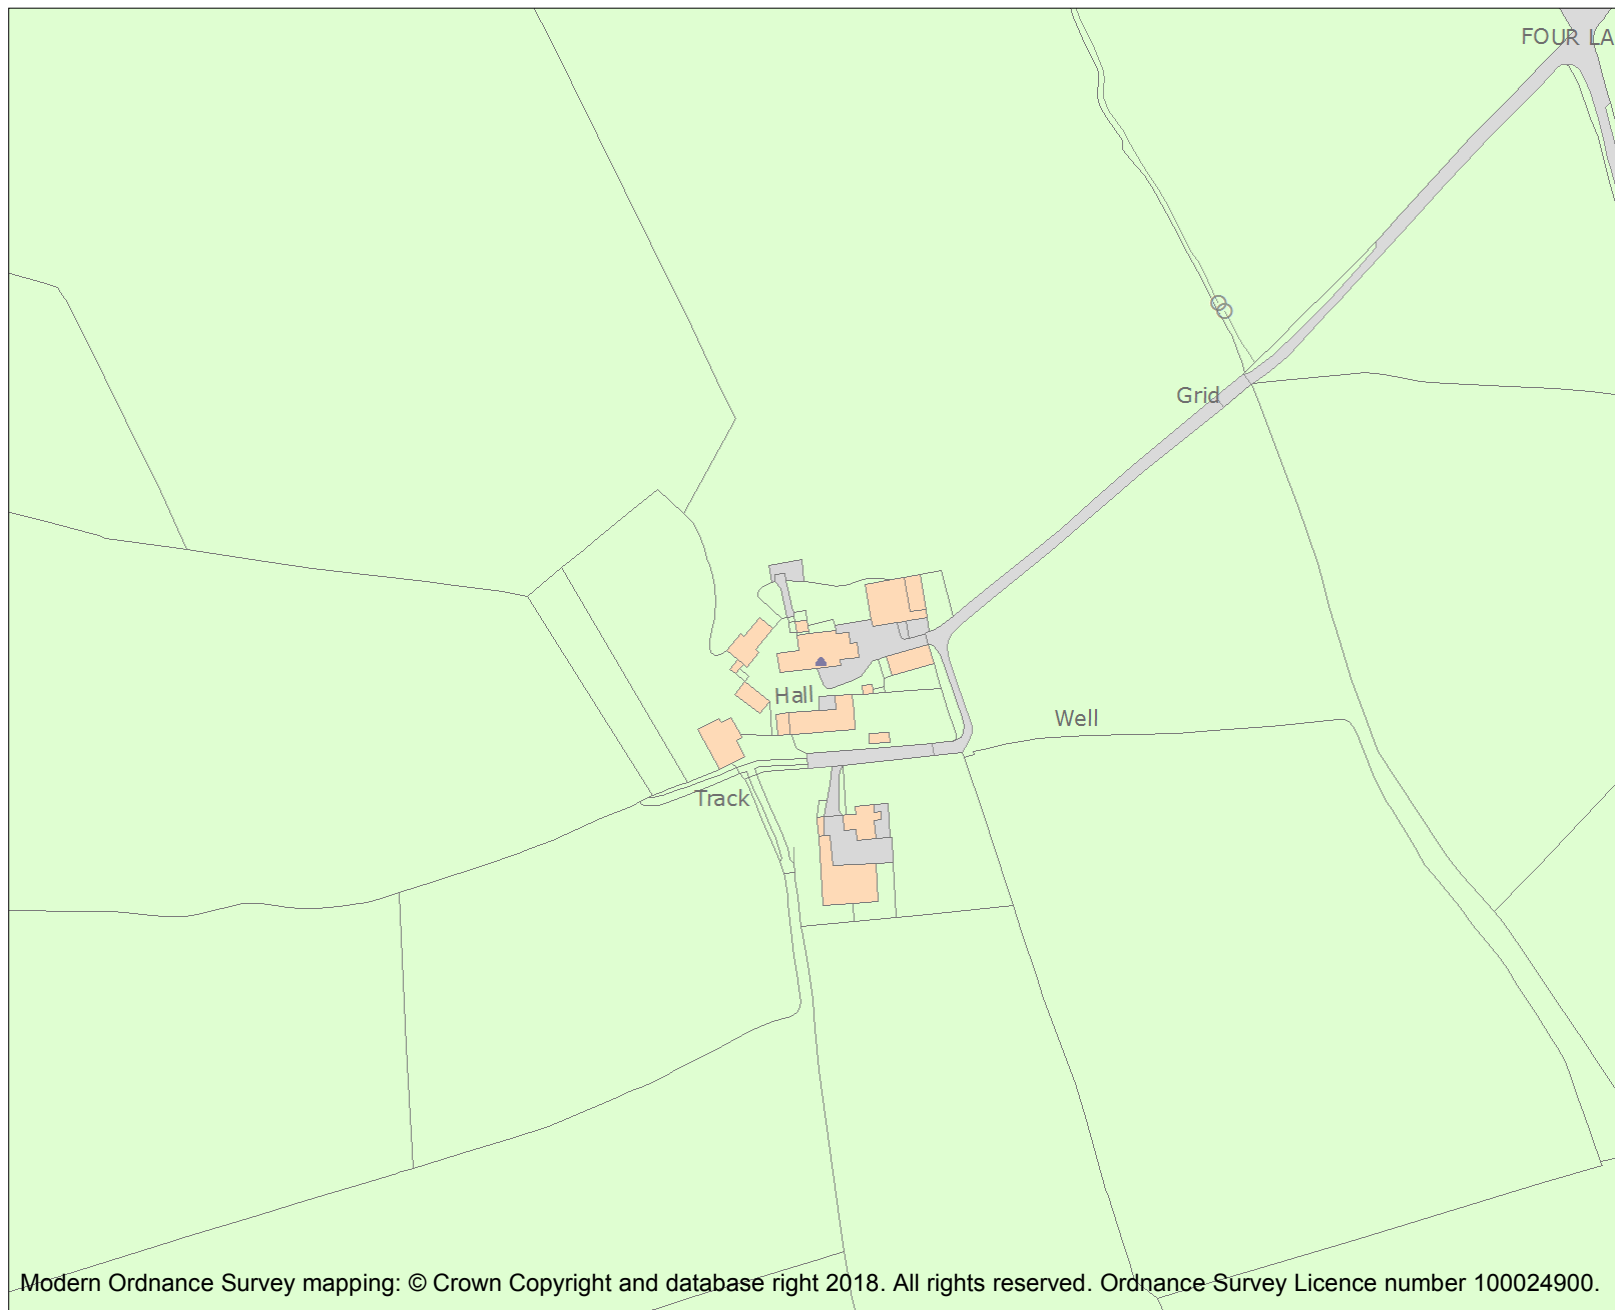 FOUR LA
Grid
Hall
Well
Track
Modern Ordnance Survey mapping: © Crown Copyright and database right 2018. All rights reserved. Ordnance Survey Licence number 100024900.